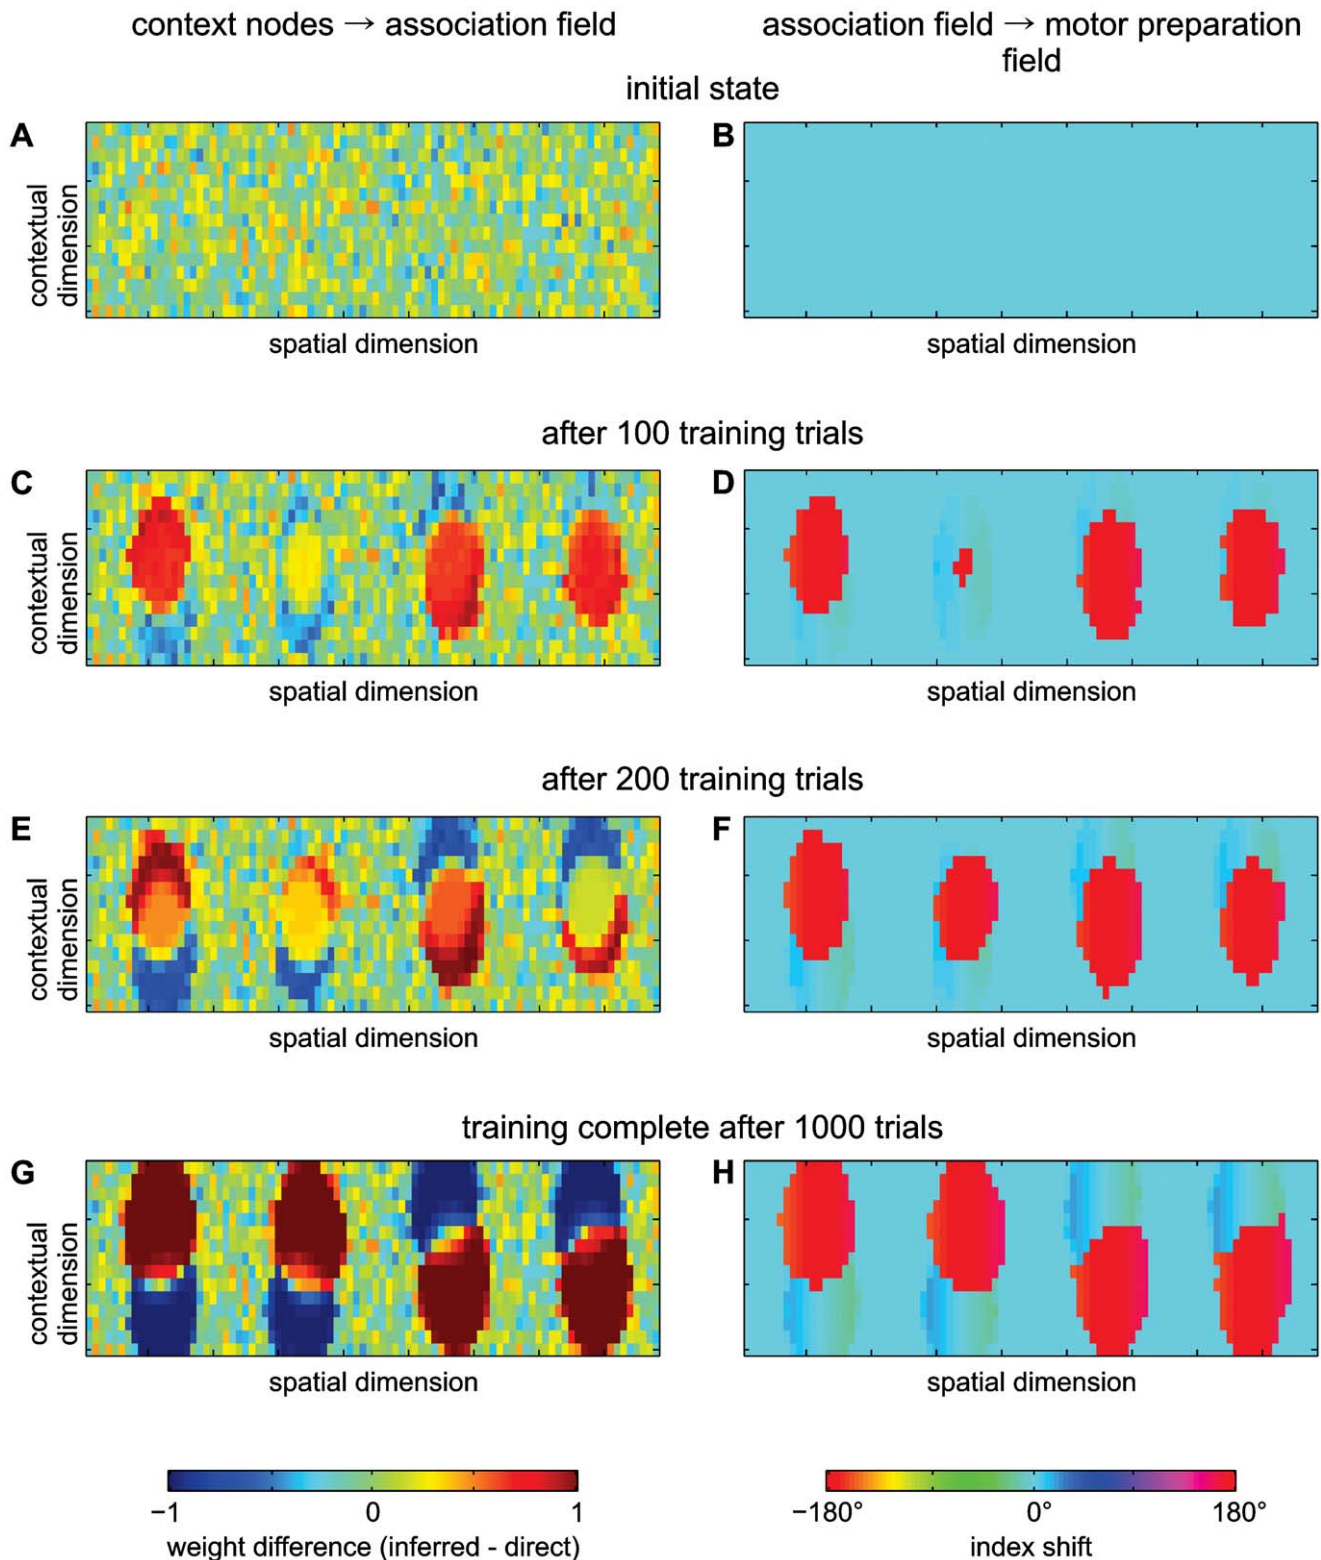 context nodes → association field
association field → motor preparation
field
initial state
A
B
contextual
dimension
spatial dimension
spatial dimension
after 100 training trials
C
D
contextual
dimension
spatial dimension
spatial dimension
after 200 training trials
E
F
contextual
dimension
spatial dimension
spatial dimension
training complete after 1000 trials
G
H
contextual
dimension
spatial dimension
spatial dimension
−1
0
1
weight difference (inferred - direct)
−180°
0°
180°
index shift